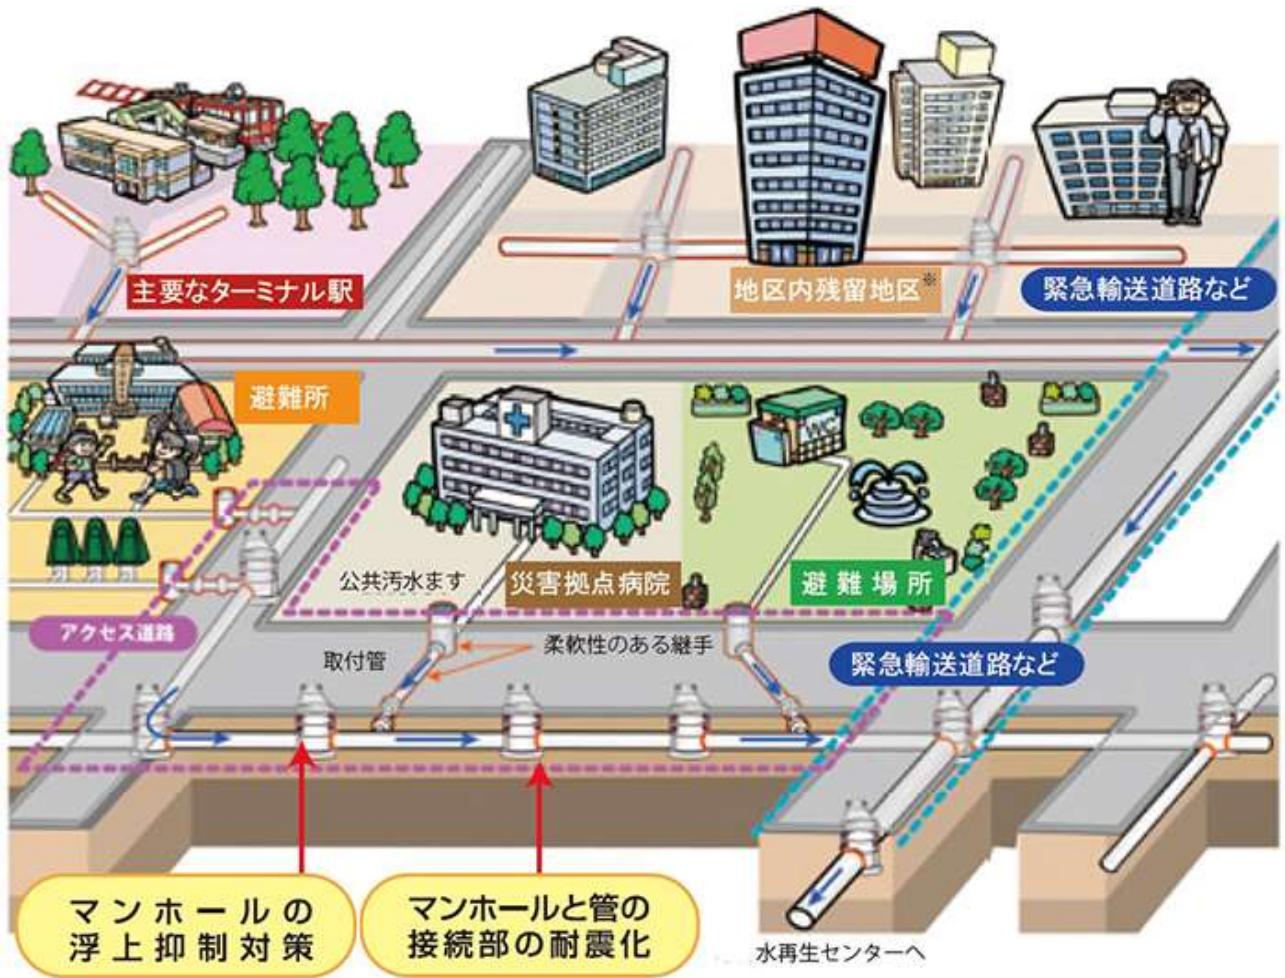 主要なターミナル駅
地区内残留地区※
緊急輸送道路など
避難所
WC
公共汚水ます
災害拠点病院
避難場所
アクセス道路
取付管
柔軟性のある継手
緊急輸送道路など
マンホールの
浮上抑制対策
マンホールと管の
接続部の耐震化
水再生センターへ